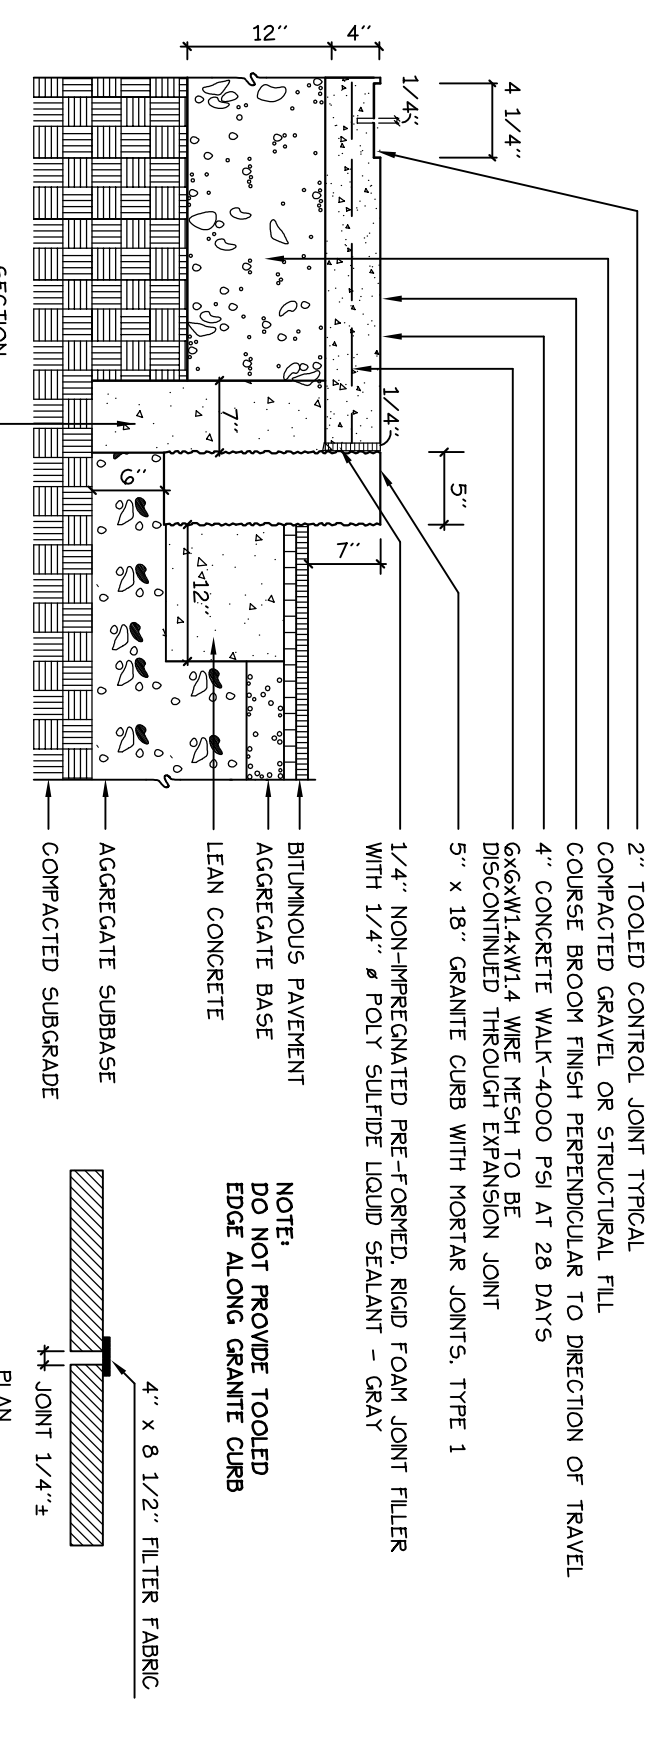 2" TOOLED CONTROL JOINT TYPICAL
COMPACTED GRAVEL OR STRUCTURAL FILL
COURSE BROOM FINISH PERPENDICULAR TO DIRECTION OF TRAVEL
4" CONCRETE WALK-4000 PSI AT 28 DAYS
6x6xW1.4xW1.4 WIRE MESH TO BE
DISCONTINUED THROUGH EXPANSION JOINT
5" x 18" GRANITE CURB WITH MORTAR JOINTS, TYPE 1
1/4" NON-IMPREGNATED PRE-FORMED, RIGID FOAM JOINT FILLER
WITH 1/4" ø POLY SULFIDE LIQUID SEALANT - GRAY
4 1/4"
1/4"
4"
12"
1/4"
5"
7"
7"
6"
12"
BITUMINOUS PAVEMENT
AGGREGATE BASE
LEAN CONCRETE
AGGREGATE SUBBASE
COMPACTED SUBGRADE
SECTION
NOTE:
DO NOT PROVIDE TOOLED
EDGE ALONG GRANITE CURB
4" x 8 1/2" FILTER FABRIC
JOINT 1/4"±
PLAN